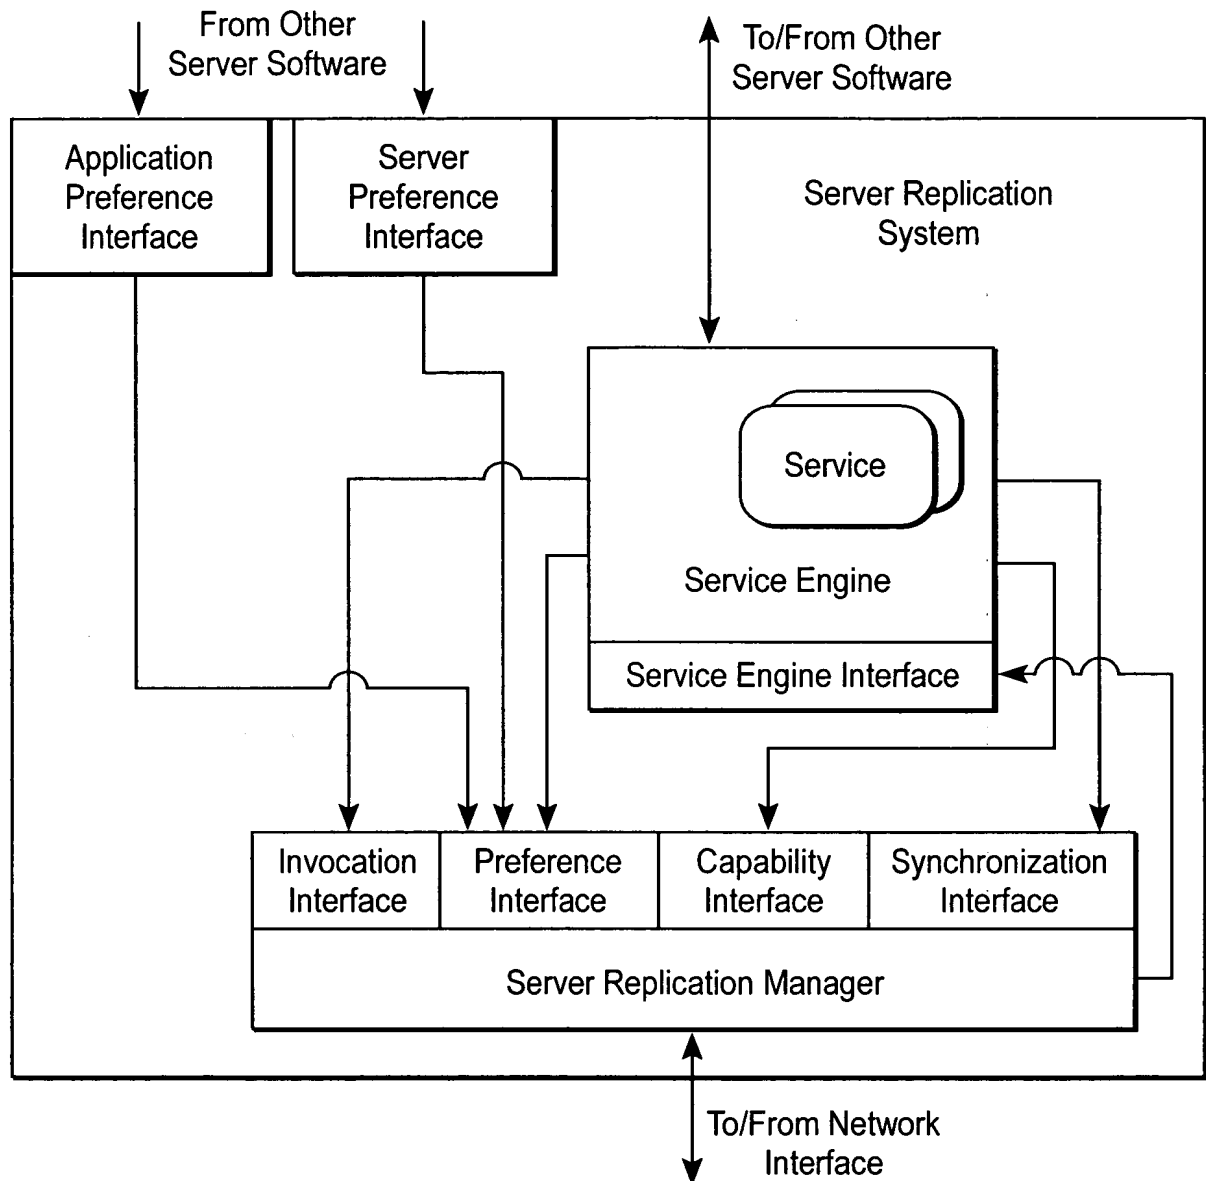 From Other
Server Software
To/From Other
Server Software
Application
Preference
Interface
Server
Preference
Interface
Server Replication
System
Service
Service Engine
Service Engine Interface
Invocation
Interface
Preference
Interface
Capability
Interface
Synchronization
Interface
Server Replication Manager
To/From Network
Interface